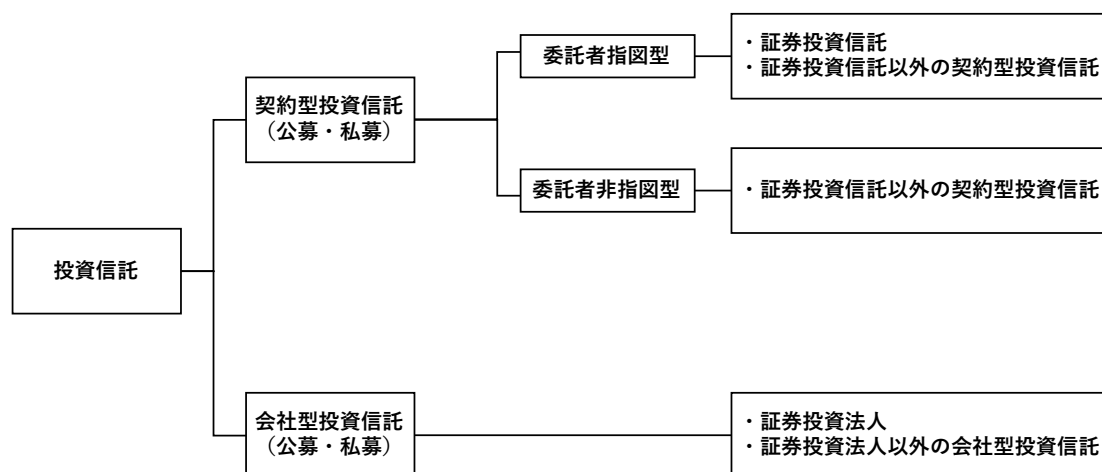 投資信託
契約型投資信託
（公募・私募）
委託者指図型
・証券投資信託
・証券投資信託以外の契約型投資信託
委託者非指図型
・証券投資信託以外の契約型投資信託
会社型投資信託
（公募・私募）
・証券投資法人
・証券投資法人以外の会社型投資信託